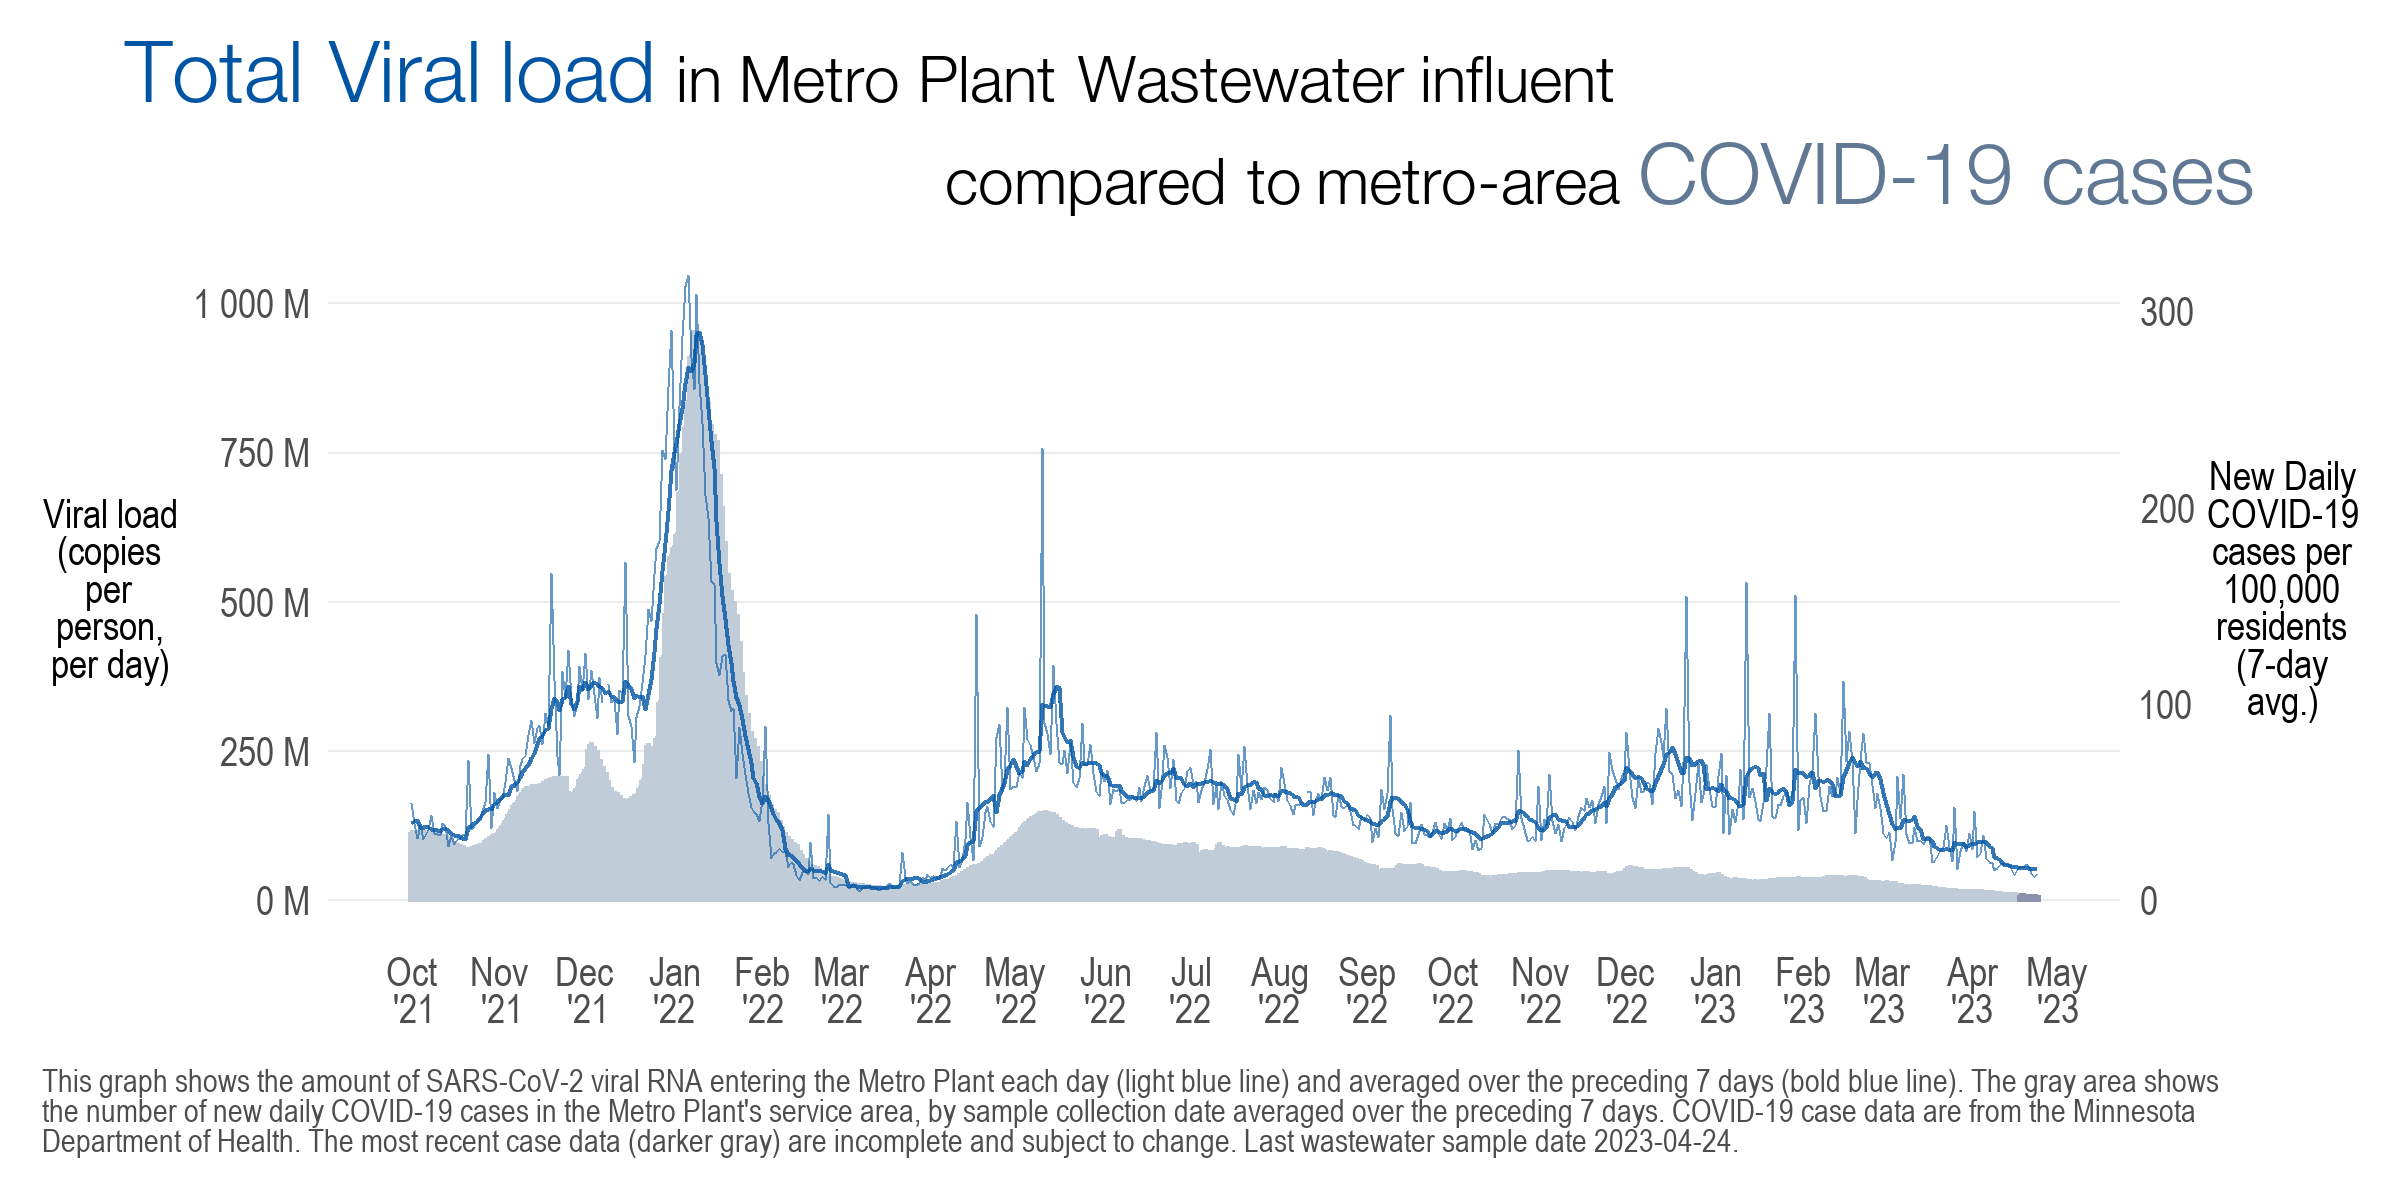 Total Viral load in Metro Plant Wastewater influent
compared to metro-area COVID-19 cases
1 000 M
750 M
500 M
250 M
0 M
Viral load
(copies
per
person,
per day)
300
200
100
0
New Daily
COVID-19
cases per
100,000
residents
(7-day
avg.)
Oct Nov Dec Jan Feb Mar Apr May Jun Jul Aug Sep Oct Nov Dec Jan Feb Mar Apr May
'21 '21 '21 '22 '22 '22 '22 '22 '22 '22 '22 '22 '22 '22 '22 '23 '23 '23 '23 '23
This graph shows the amount of SARS-CoV-2 viral RNA entering the Metro Plant each day (light blue line) and averaged over the preceding 7 days (bold blue line). The gray area shows
the number of new daily COVID-19 cases in the Metro Plant's service area, by sample collection date averaged over the preceding 7 days. COVID-19 case data are from the Minnesota
Department of Health. The most recent case data (darker gray) are incomplete and subject to change. Last wastewater sample date 2023-04-24.